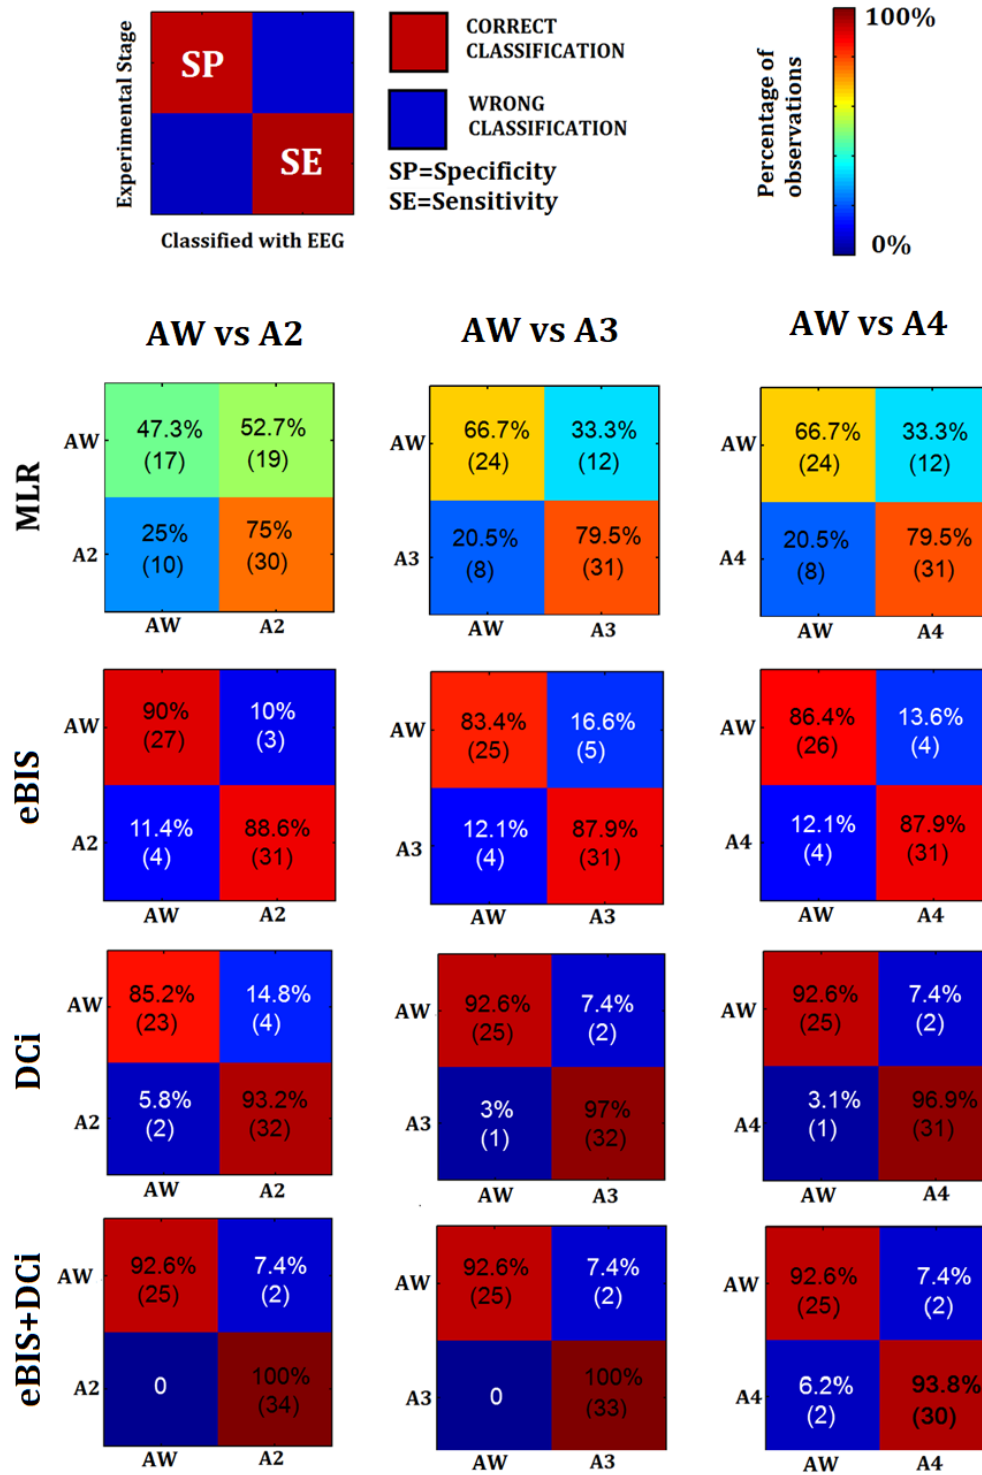 Experimental Stage
SP
SE
Classified with EEG
CORRECT
CLASSIFICATION
WRONG
CLASSIFICATION
SP=Specificity
SE=Sensitivity
Percentage of
observations
100%
0%
AW vs A2
AW vs A3
AW vs A4
MLR
AW
47.3%
(17)
52.7%
(19)
A2
25%
(10)
75%
(30)
AW
A2
AW
66.7%
(24)
33.3%
(12)
A3
20.5%
(8)
79.5%
(31)
AW
A3
AW
66.7%
(24)
33.3%
(12)
A4
20.5%
(8)
79.5%
(31)
AW
A4
eBIS
AW
90%
(27)
10%
(3)
A2
11.4%
(4)
88.6%
(31)
AW
A2
AW
83.4%
(25)
16.6%
(5)
A3
12.1%
(4)
87.9%
(31)
AW
A3
AW
86.4%
(26)
13.6%
(4)
A4
12.1%
(4)
87.9%
(31)
AW
A4
DCi
AW
85.2%
(23)
14.8%
(4)
A2
5.8%
(2)
93.2%
(32)
AW
A2
AW
92.6%
(25)
7.4%
(2)
A3
3%
(1)
97%
(32)
AW
A3
AW
92.6%
(25)
7.4%
(2)
A4
3.1%
(1)
96.9%
(31)
AW
A4
eBIS+DCi
AW
92.6%
(25)
7.4%
(2)
A2
0
100%
(34)
AW
A2
AW
92.6%
(25)
7.4%
(2)
A3
0
100%
(33)
AW
A3
AW
92.6%
(25)
7.4%
(2)
A4
6.2%
(2)
93.8%
(30)
AW
A4